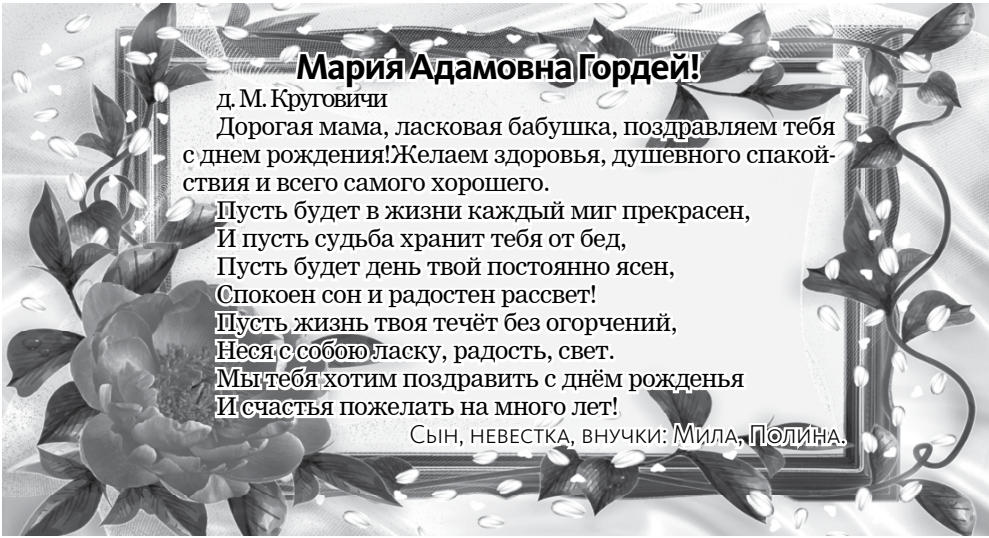 Мария Адамовна Гордей!
д. М. Круговичи
Дорогая мама, ласковая бабушка, поздравляем тебя
с днем рождения!Желаем здоровья, душевного спакой-
ствия и всего самого хорошего.
Пусть будет в жизни каждый миг прекрасен,
И пусть судьба хранит тебя от бед,
Пусть будет день твой постоянно ясен,
Спокоен сон и радостен рассвет!
Пусть жизнь твоя течёт без огорчений,
Неся с собою ласку, радость, свет.
Мы тебя хотим поздравить с днём рожденья
И счастья пожелать на много лет!
Сын, невестка, внучки: Мила, Полина.